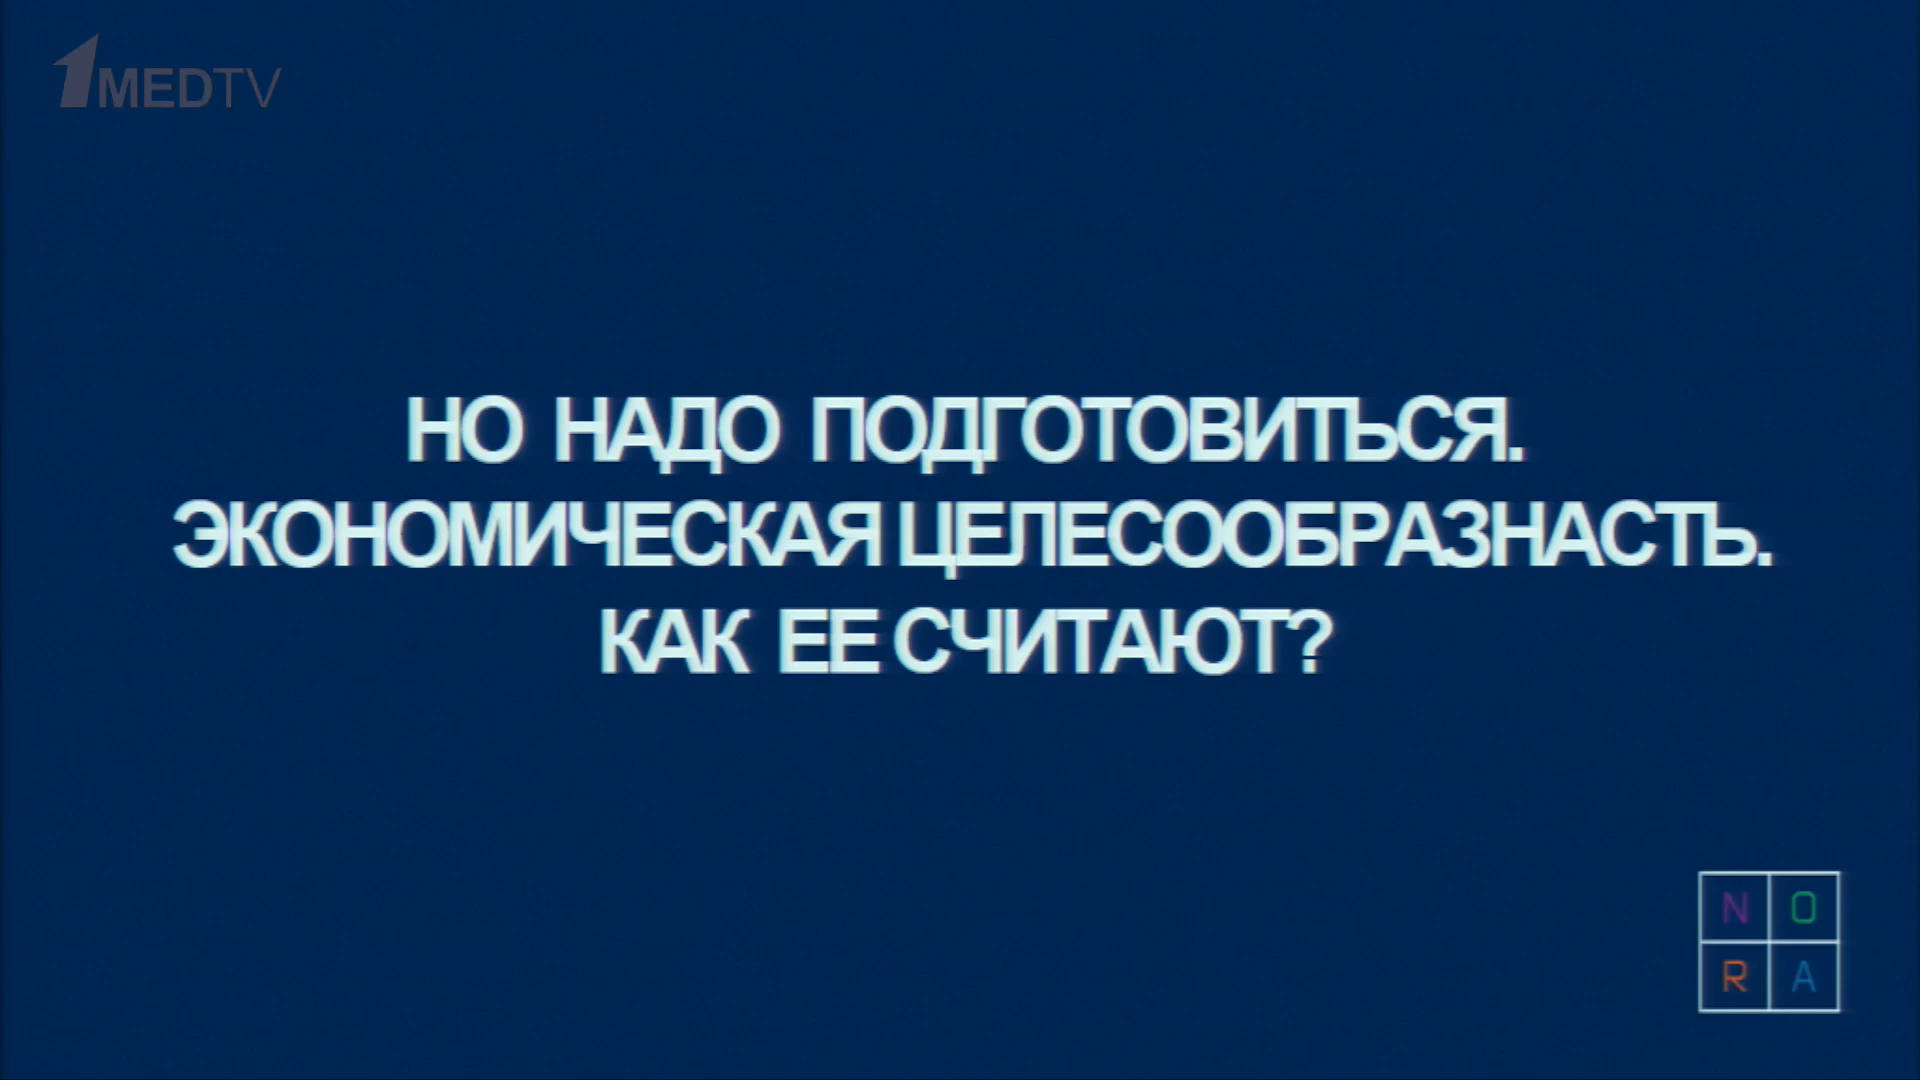 1MEDTV
НО НАДО ПОДГОТОВИТЬСЯ.
ЭКОНОМИЧЕСКАЯ ЦЕЛЕСООБРАЗНАСТЬ.
КАК ЕЕ СЧИТАЮТ?
N O
R A